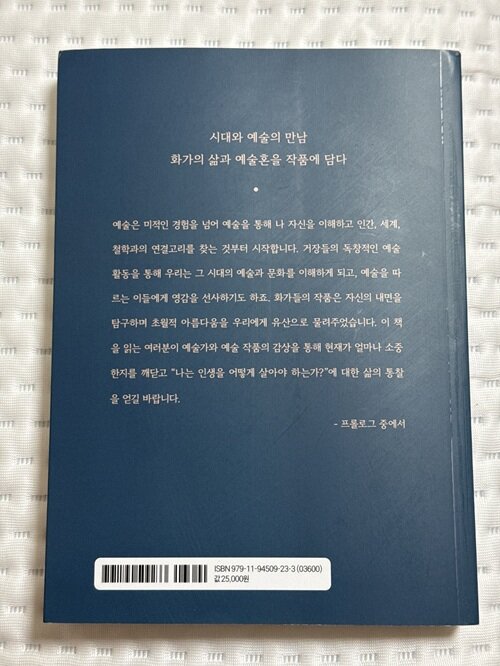 시대와 예술의 만남
화가의 삶과 예술혼을 작품에 담다
예술은 미적인 경험을 넘어 예술을 통해 나 자신을 이해하고 인간, 세계,
철학과의 연결고리를 찾는 것부터 시작합니다. 거장들의 독창적인 예술
활동을 통해 우리는 그 시대의 예술과 문화를 이해하게 되고, 예술을 따
르는 이들에게 영감을 선사하기도 하죠. 화가들의 작품은 자신의 내면을
탐구하며 초월적 아름다움을 우리에게 유산으로 물려주었습니다. 이 책
을 읽는 여러분이 예술가와 예술 작품의 감상을 통해 현재가 얼마나 소중
한지를 깨닫고 “나는 인생을 어떻게 살아야 하는가?”에 대한 삶의 통찰
을 얻길 바랍니다.
- 프롤로그 중에서
ISBN 979-11-94509-23-3 (03600)
값 25,000원